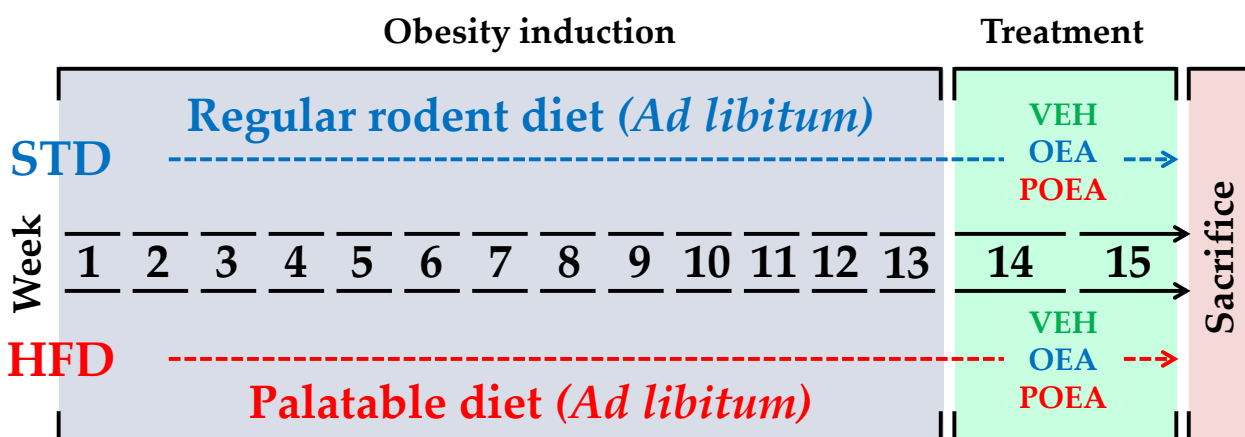 Obesity induction
Treatment
Regular rodent diet (Ad libitum)
STD
VEH
OEA
POEA
Week
1 2 3 4 5 6 7 8 9 10 11 12 13 14 15
Sacrifice
HFD
VEH
OEA
POEA
Palatable diet (Ad libitum)